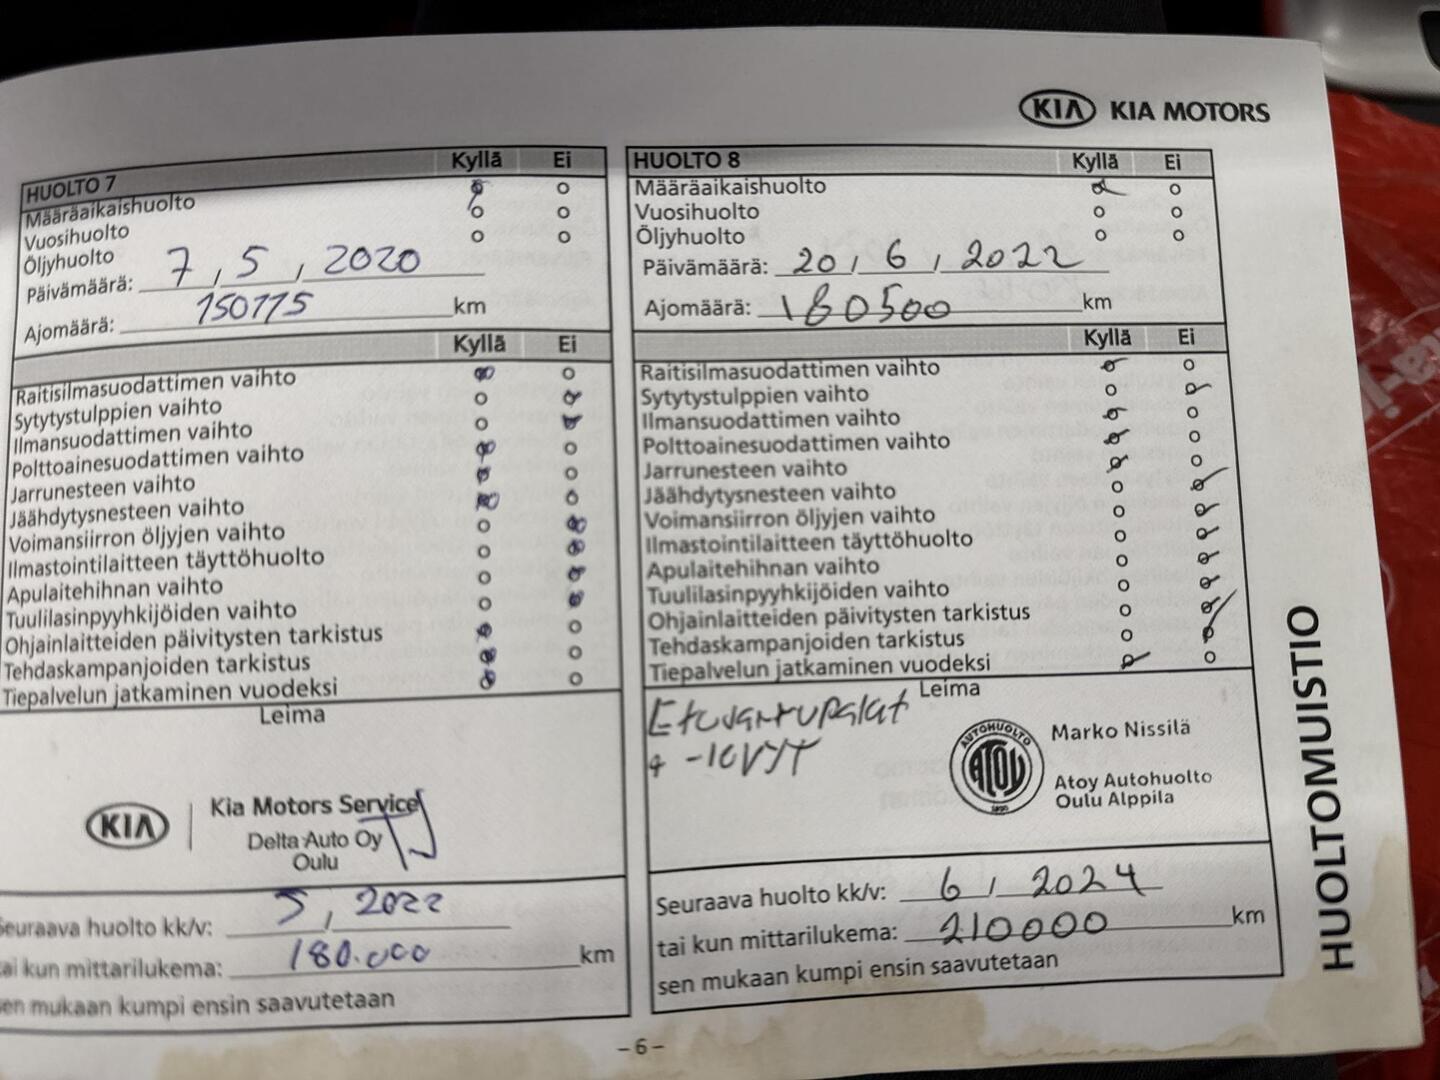 KIA KIA MOTORS
HUOLTO 7 Kyllä Ei
Määräaikaishuolto
Vuosihuolto
Öljyhuolto
Päivämäärä: 7, 5, 2020
Ajomäärä: 150115 km
Kyllä Ei
Raitisilmasuodattimen vaihto
Sytytystulppien vaihto
Ilmansuodattimen vaihto
Polttoainesuodattimen vaihto
Jarrunesteen vaihto
Jäähdytysnesteen vaihto
Voimansiirron öljyjen vaihto
Ilmastointilaitteen täyttöhuolto
Apulaitehihnan vaihto
Tuulilasinpyyhkijöiden vaihto
Ohjainlaitteiden päivitysten tarkistus
Tehdaskampanjoiden tarkistus
Tiepalvelun jatkaminen vuodeksi
Leima
KIA Kia Motors Service
Delta Auto Oy
Oulu
Seuraava huolto kk/v: 5, 2022
tai kun mittarilukema: 180.000 km
sen mukaan kumpi ensin saavutetaan
HUOLTO 8 Kyllä Ei
Määräaikaishuolto
Vuosihuolto
Öljyhuolto
Päivämäärä: 20, 6, 2022
Ajomäärä: 180500 km
Kyllä Ei
Raitisilmasuodattimen vaihto
Sytytystulppien vaihto
Ilmansuodattimen vaihto
Polttoainesuodattimen vaihto
Jarrunesteen vaihto
Jäähdytysnesteen vaihto
Voimansiirron öljyjen vaihto
Ilmastointilaitteen täyttöhuolto
Apulaitehihnan vaihto
Tuulilasinpyyhkijöiden vaihto
Ohjainlaitteiden päivitysten tarkistus
Tehdaskampanjoiden tarkistus
Tiepalvelun jatkaminen vuodeksi
Leima
Etujarrupalat
+ -levyt
AUTOHUOLTO
ATOY
Marko Nissilä
Atoy Autohuolto
Oulu Alppila
Seuraava huolto kk/v: 6, 2024
tai kun mittarilukema: 210000 km
sen mukaan kumpi ensin saavutetaan
HUOLTOMUISTIO
- 6 -